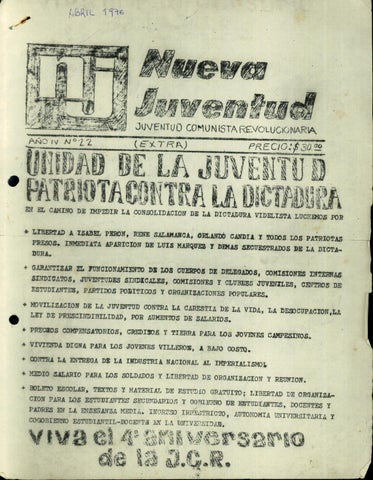 ABRIL 1976
nj
Nueva
Juventud
JUVENTUD COMUNISTA REVOLUCIONARIA
AÑO IV Nº 22 (EXTRA) PRECIO: $ 30.00
UNIDAD DE LA JUVENTUD
PATRIOTA CONTRA LA DICTADURA
EN EL CAMINO DE IMPEDIR LA CONSOLIDACION DE LA DICTADURA VIDELISTA LUCHEMOS POR
+ LIBERTAD A ISABEL PERON, RENE SALAMANCA, ORLANDO CANDIA Y TODOS LOS PATRIOTAS
PRESOS. INMEDIATA APARICION DE LUIS MARQUES Y DEMAS SECUESTRADOS DE LA DICTA-
DURA.
+ GARANTIZAR EL FUNCIONAMIENTO DE LOS CUERPOS DE DELEGADOS, COMISIONES INTERNAS
SINDICATOS, JUVENTUDES SINDICALES, COMISIONES Y CLUBES JUVENILES, CENTROS DE
ESTUDIANTES, PARTIDOS POLITICOS Y ORGANIZACIONES POPULARES.
+ MOVILIZACION DE LA JUVENTUD CONTRA LA CARESTIA DE LA VIDA, LA DESOCUPACION, LA
LEY DE PRESCINDIBILIDAD, POR AUMENTOS DE SALARIOS.
+ PRECIOS COMPENSATORIOS, CREDITOS Y TIERRA PARA LOS JOVENES CAMPESINOS.
+ VIVIENDA DIGNA PARA LOS JOVENES VILLEROS, A BAJO COSTO.
+ CONTRA LA ENTREGA DE LA INDUSTRIA NACIONAL AL IMPERIALISMO.
+ MEDIO SALARIO PARA LOS SOLDADOS Y LIBERTAD DE ORGANIZACION Y REUNION.
+ BOLETO ESCOLAR, TEXTOS Y MATERIAL DE ESTUDIO GRATUITO; LIBERTAD DE ORGANIZA-
CION PARA LOS ESTUDIANTES SECUNDARIOS Y GOBIERNO DE ESTUDIANTES, DOCENTES Y
PADRES EN LA ENSEÑANZA MEDIA. INGRESO IRRESTRICTO, AUTONOMIA UNIVERSITARIA Y
COGOBIERNO ESTUDIANTIL-DOCENTE EN LA UNIVERSIDAD.
VIVA el 4º aniversario
de la J.C.R.